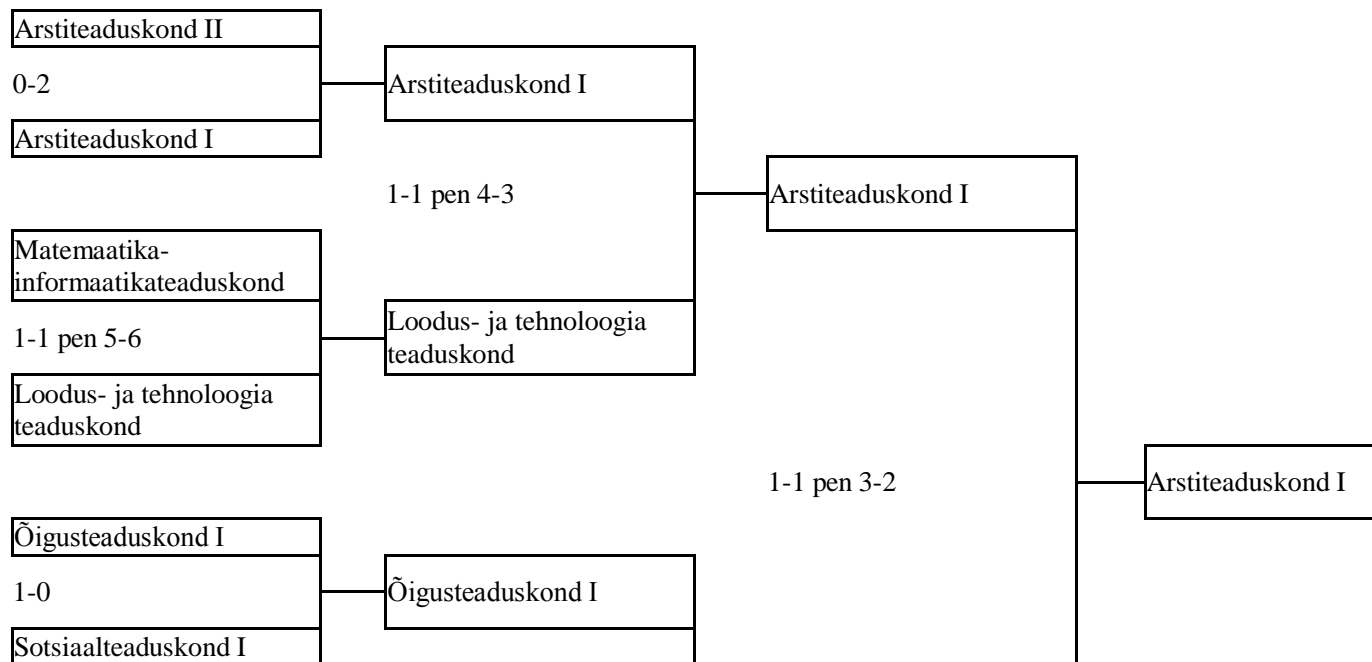 Arstiteaduskond II
0-2
Arstiteaduskond I
Arstiteaduskond I
1-1 pen 4-3
Arstiteaduskond I
Matemaatika-
informaatikateaduskond
1-1 pen 5-6
Loodus- ja tehnoloogia
teaduskond
Loodus- ja tehnoloogia
teaduskond
1-1 pen 3-2
Arstiteaduskond I
Õigusteaduskond I
1-0
Sotsiaalteaduskond I
Õigusteaduskond I